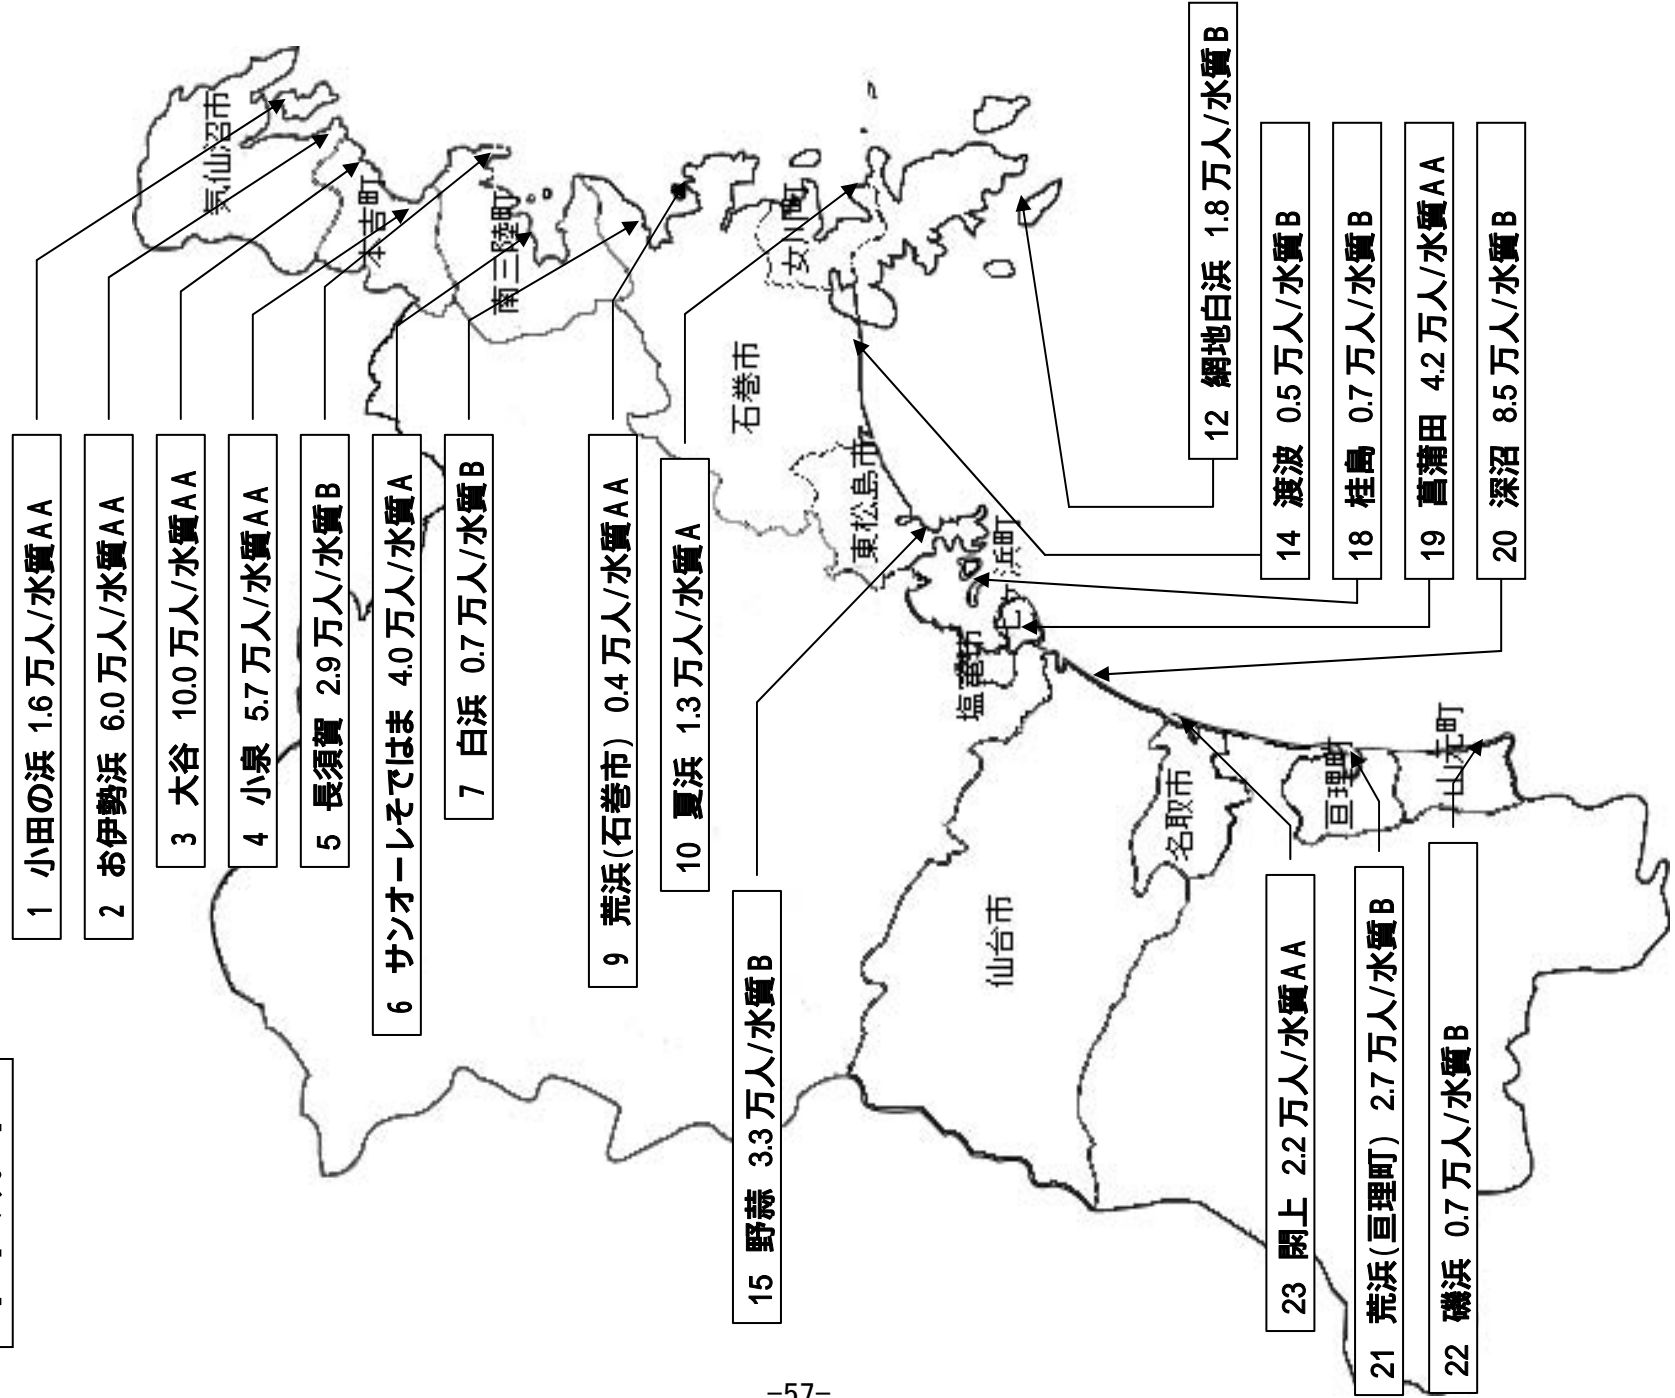 1 小田の浜 1.6万人/水質AA
2 お伊勢浜 6.0万人/水質AA
3 大谷 10.0万人/水質AA
4 小泉 5.7万人/水質AA
5 長須賀 2.9万人/水質B
6 サンオーレそではま 4.0万人/水質A
7 白浜 0.7万人/水質B
9 荒浜(石巻市) 0.4万人/水質AA
10 夏浜 1.3万人/水質A
15 野蒜 3.3万人/水質B
12 網地白浜 1.8万人/水質B
14 渡波 0.5万人/水質B
18 桂島 0.7万人/水質B
19 菖蒲田 4.2万人/水質AA
20 深沼 8.5万人/水質B
23 閖上 2.2万人/水質AA
21 荒浜(亘理町) 2.7万人/水質B
22 磯浜 0.7万人/水質B
気仙沼市
本吉町
南三陸町
女川町
石巻市
東松島市
七ヶ浜町
塩竈市
仙台市
名取市
亘理町
山元町
-57-